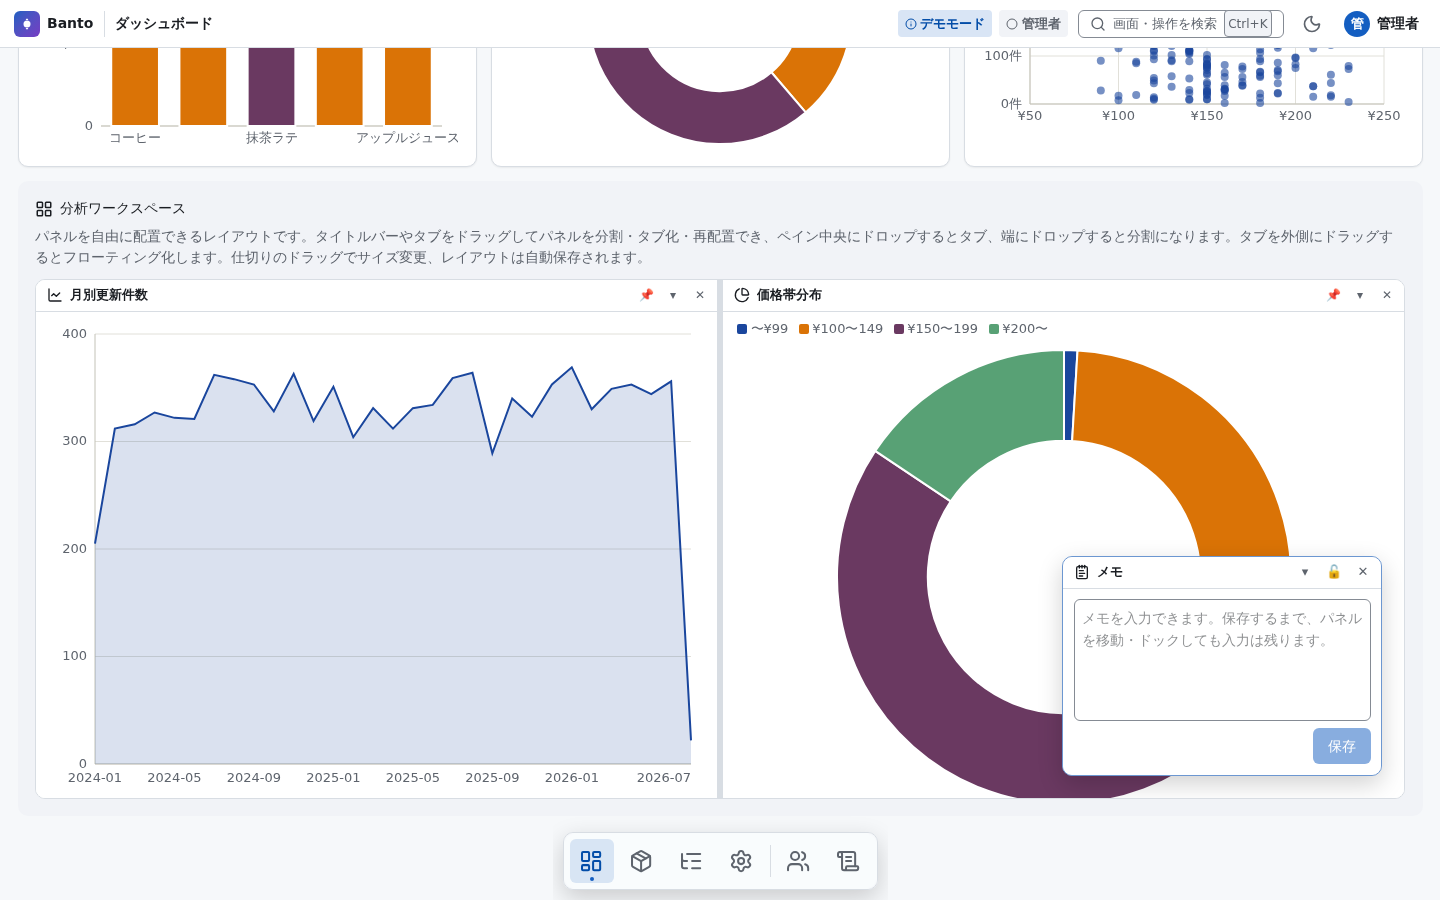 Banto
ダッシュボード
デモモード
管理者
画面・操作を検索
Ctrl+K
管
管理者
0
コーヒー
抹茶ラテ
アップルジュース
100件
0件
¥50
¥100
¥150
¥200
¥250
分析ワークスペース
パネルを自由に配置できるレイアウトです。タイトルバーやタブをドラッグしてパネルを分割・タブ化・再配置でき、ペイン中央にドロップするとタブ、端にドロップすると分割になります。タブを外側にドラッグす
るとフローティング化します。仕切りのドラッグでサイズ変更、レイアウトは自動保存されます。
月別更新件数
400
300
200
100
0
2024-01
2024-05
2024-09
2025-01
2025-05
2025-09
2026-01
2026-07
価格帯分布
〜¥99
¥100〜149
¥150〜199
¥200〜
メモ
メモを入力できます。保存するまで、パネル
を移動・ドックしても入力は残ります。
保存